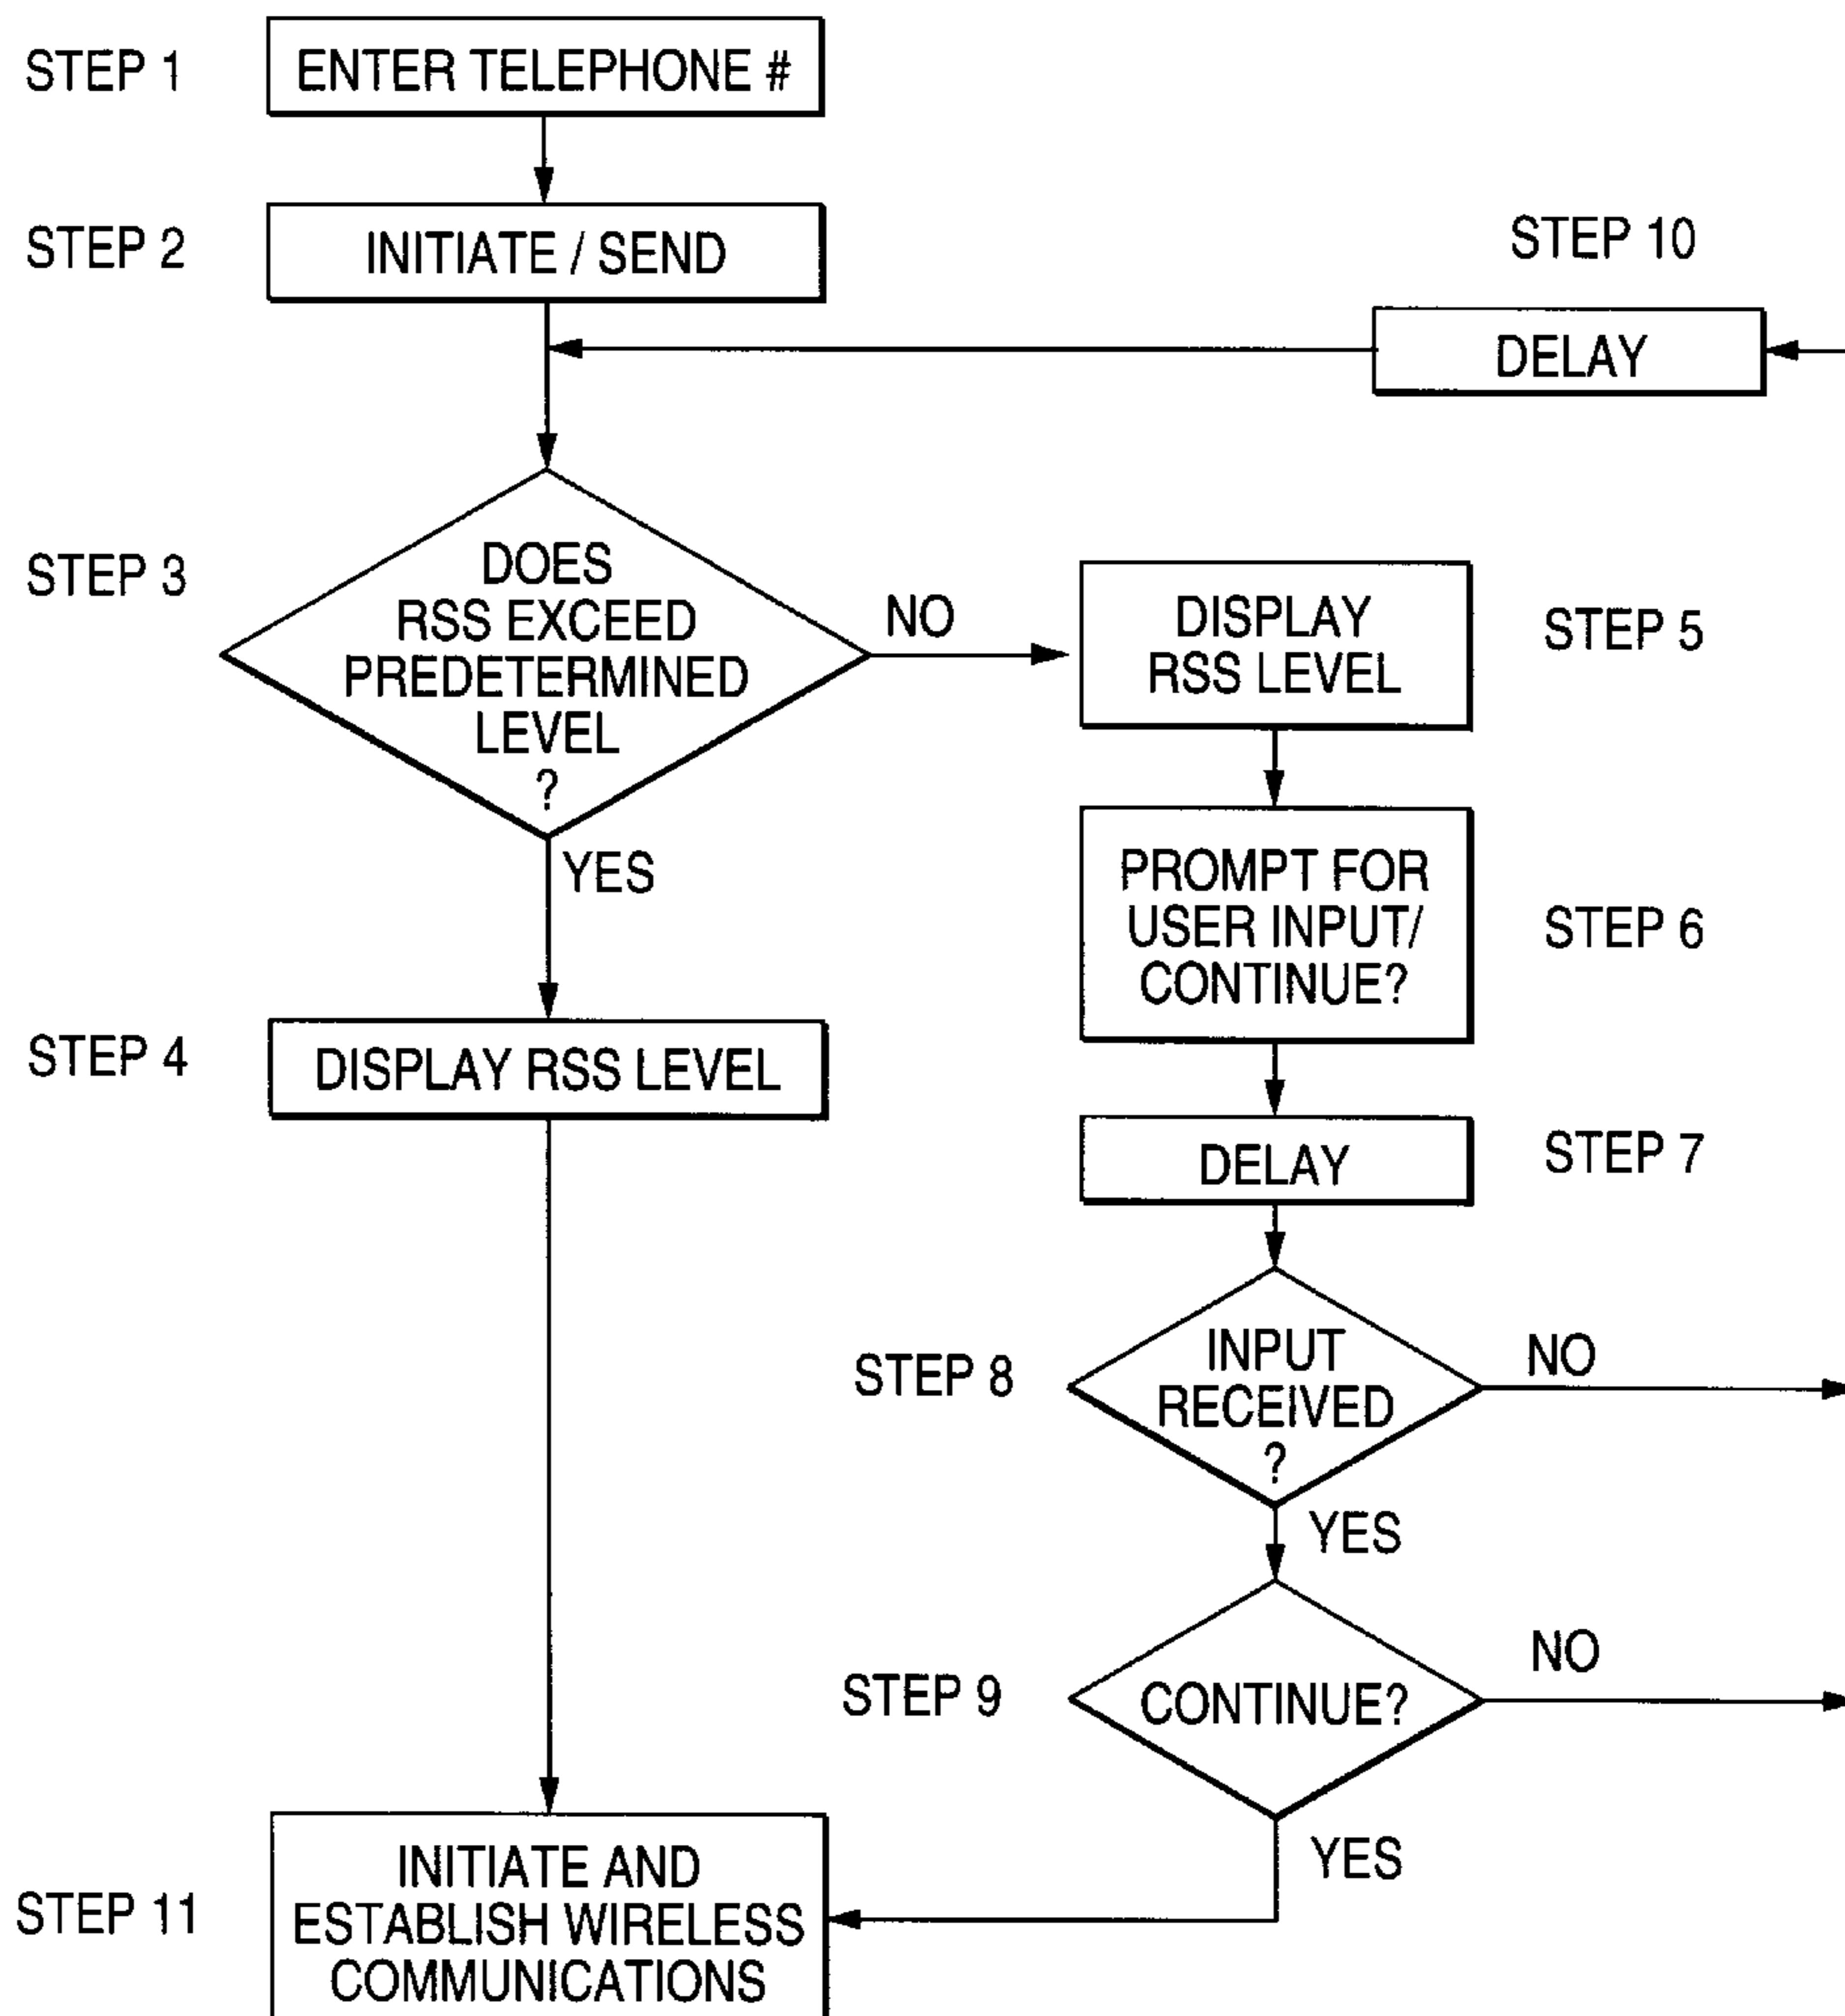 STEP 1
ENTER TELEPHONE #
STEP 2
INITIATE / SEND
STEP 10
DELAY
STEP 3
DOES
RSS EXCEED
PREDETERMINED
LEVEL
?
NO
YES
DISPLAY
RSS LEVEL
STEP 5
PROMPT FOR
USER INPUT/
CONTINUE?
STEP 6
STEP 4
DISPLAY RSS LEVEL
DELAY
STEP 7
STEP 8
INPUT
RECEIVED
?
NO
YES
STEP 9
CONTINUE?
NO
YES
STEP 11
INITIATE AND
ESTABLISH WIRELESS
COMMUNICATIONS